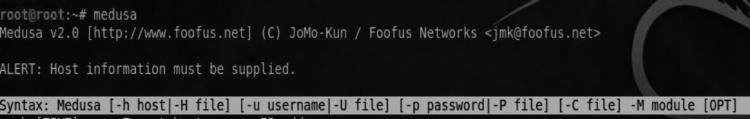 root@root:~# medusa
Medusa v2.0 [http://www.foofus.net] (C) JoMo-Kun / Foofus Networks <jmk@foofus.net>
ALERT: Host information must be supplied.
Syntax: Medusa [-h host|-H file] [-u username|-U file] [-p password|-P file] [-C file] -M module [OPT]